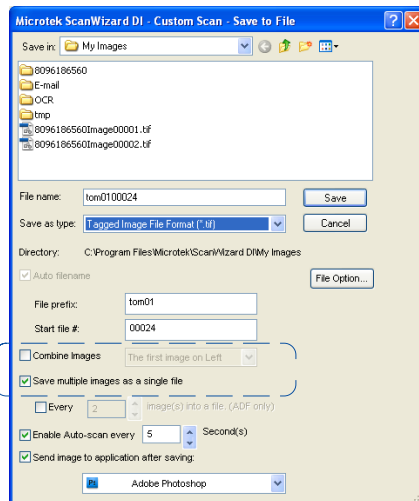 Microtek ScanWizard DI - Custom Scan - Save to File
Save in: My Images
8096186560
E-mail
OCR
tmp
8096186560Image00001.tif
8096186560Image00002.tif
File name: tom0100024 Save
Save as type: Tagged Image File Format (*.tif) Cancel
Directory: C:\Program Files\Microtek\ScanWizard DI\My Images
Auto filename File Option...
File prefix: tom01
Start file #: 00024
Combine Images The first image on Left
Save multiple images as a single file
Every 2 image(s) into a file. (ADF only)
Enable Auto-scan every 5 Second(s)
Send image to application after saving:
Ps Adobe Photoshop